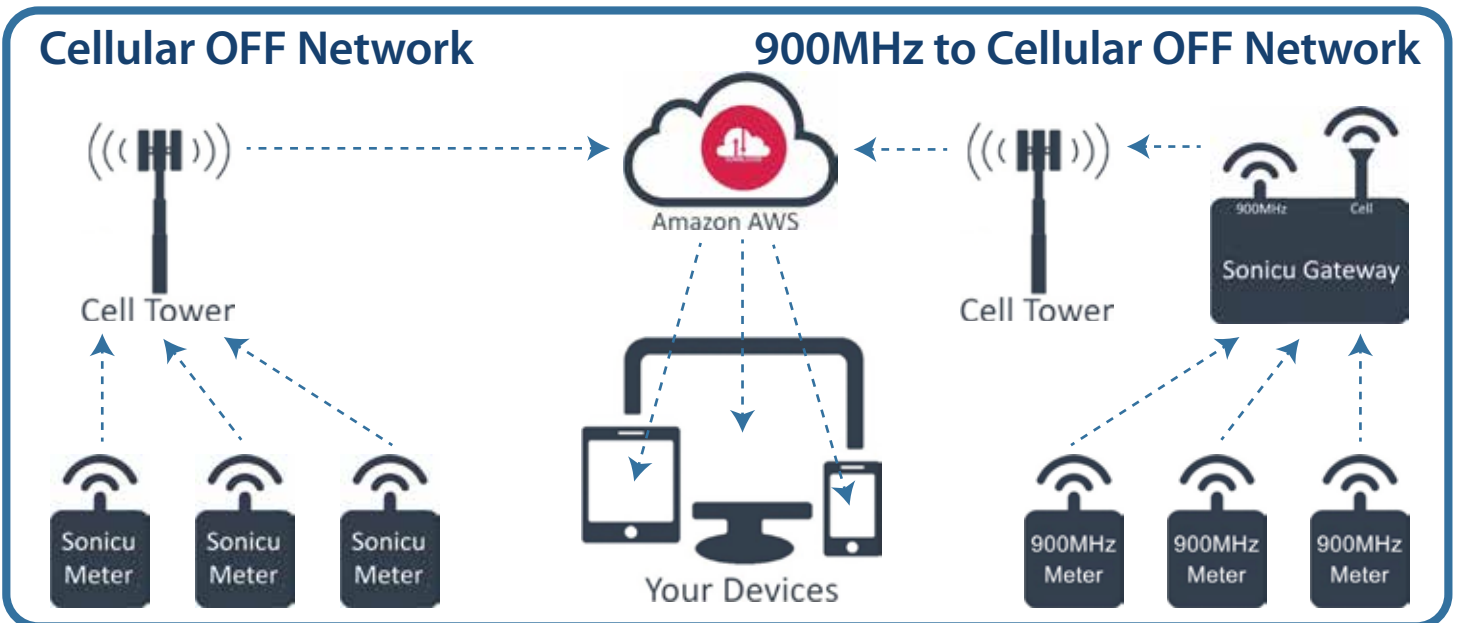 Cellular OFF Network
900MHz to Cellular OFF Network
Amazon AWS
900MHz
Cell
Sonicu Gateway
Cell Tower
Cell Tower
Sonicu
Meter
Sonicu
Meter
Sonicu
Meter
Your Devices
900MHz
Meter
900MHz
Meter
900MHz
Meter